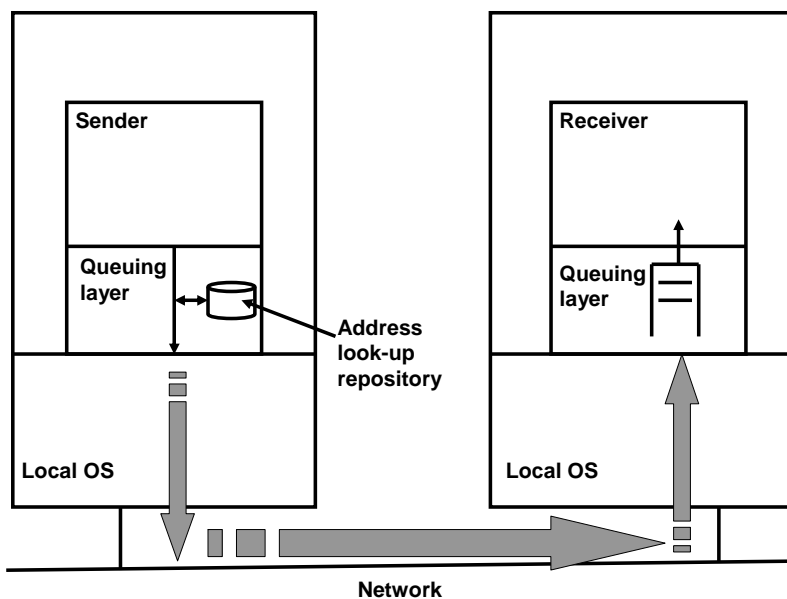 Sender
Receiver
Queuing
layer
Queuing
layer
Address
look-up
repository
Local OS
Local OS
Network